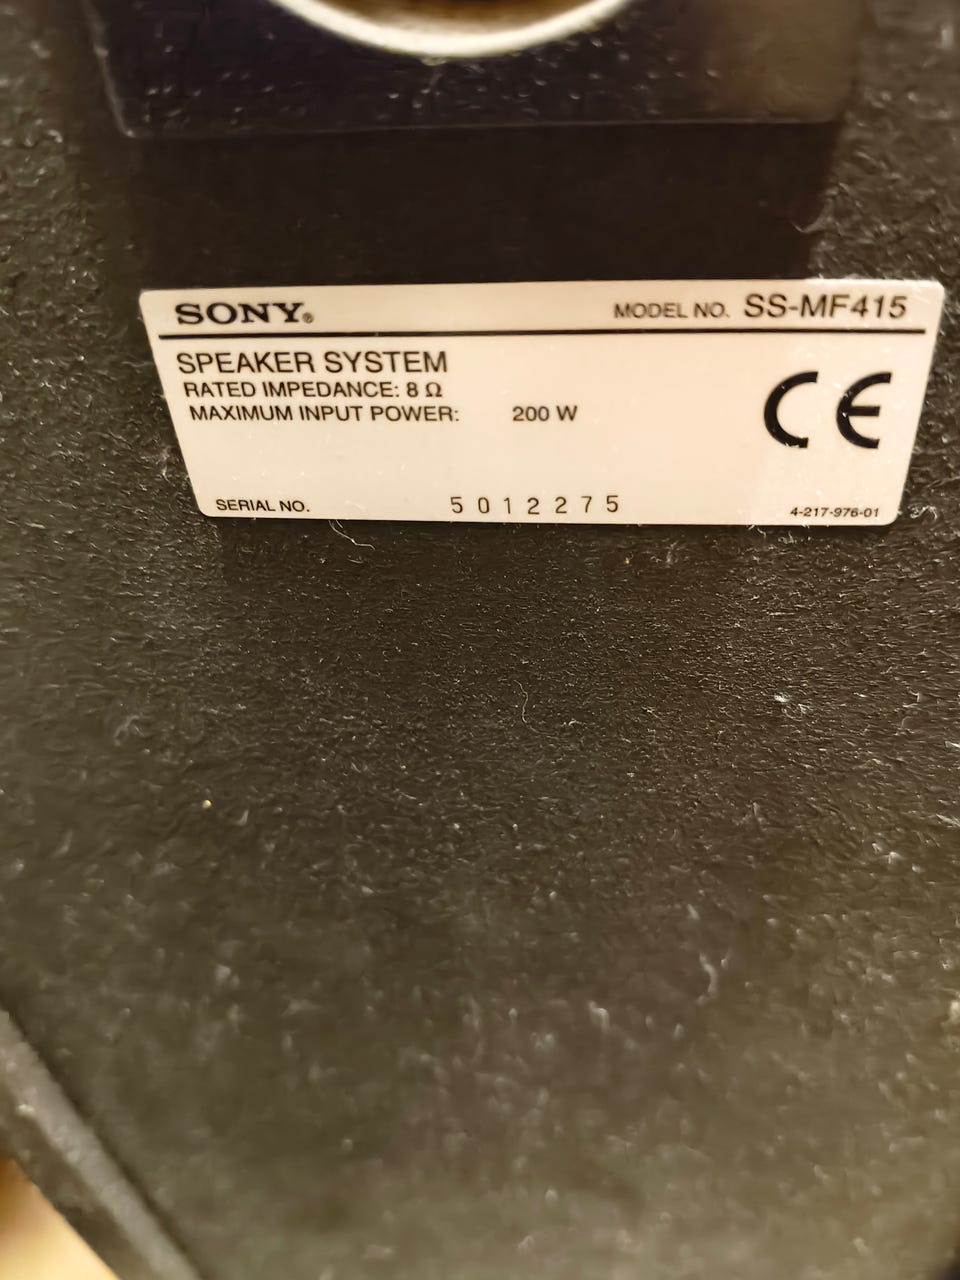 SONY® MODEL NO. SS-MF415
SPEAKER SYSTEM
RATED IMPEDANCE: 8 Ω
MAXIMUM INPUT POWER: 200 W
CE
SERIAL NO. 5012275 4-217-976-01